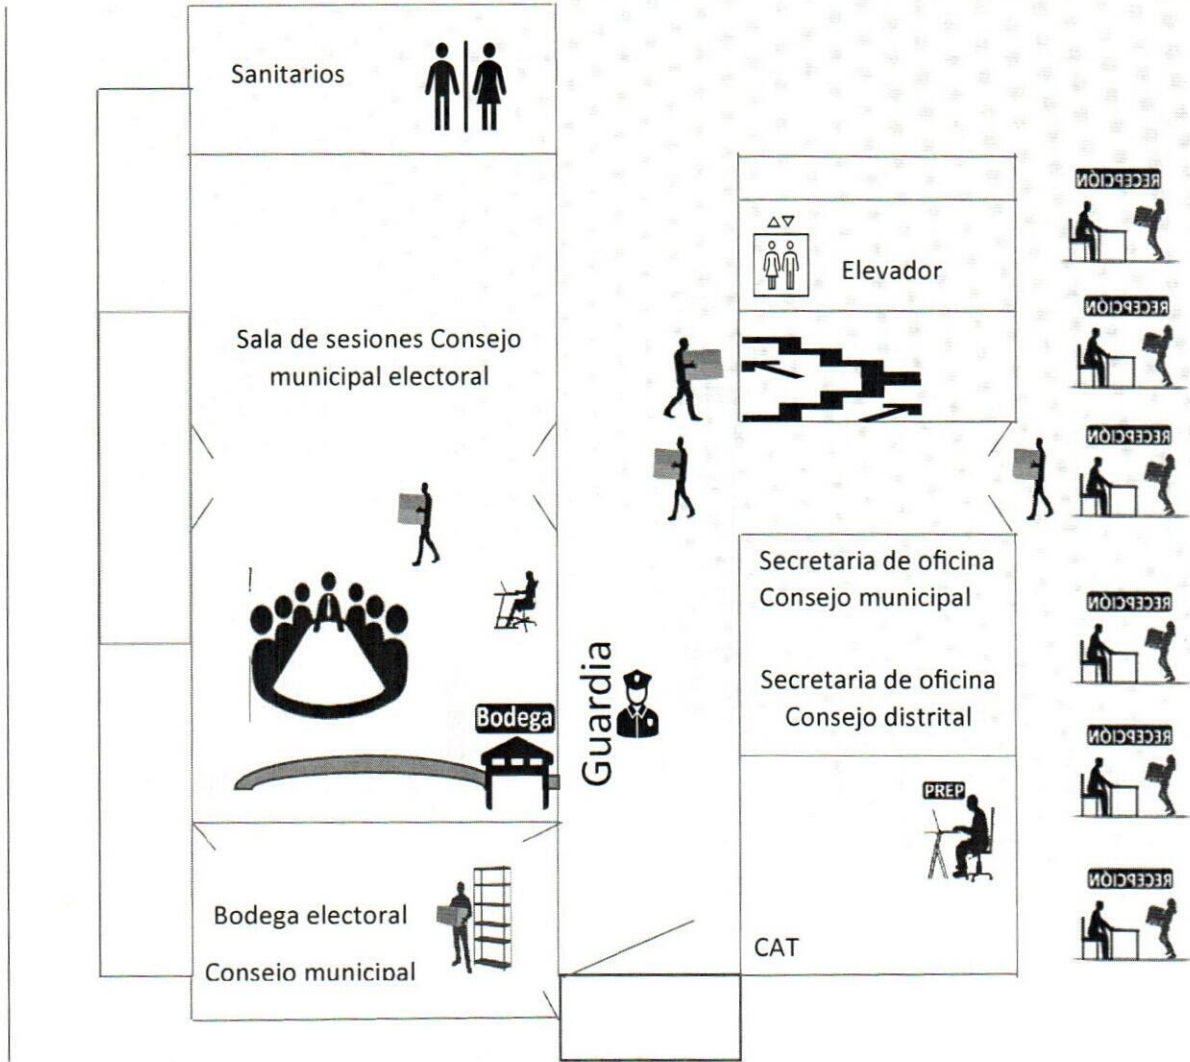 Sanitarios
RECEPCIÓN
Elevador
RECEPCIÓN
Sala de sesiones Consejo
municipal electoral
RECEPCIÓN
Secretaria de oficina
Consejo municipal
RECEPCIÓN
Secretaria de oficina
Consejo distrital
Guardia
Bodega
RECEPCIÓN
PREP
RECEPCIÓN
Bodega electoral
CAT
Consejo municipal